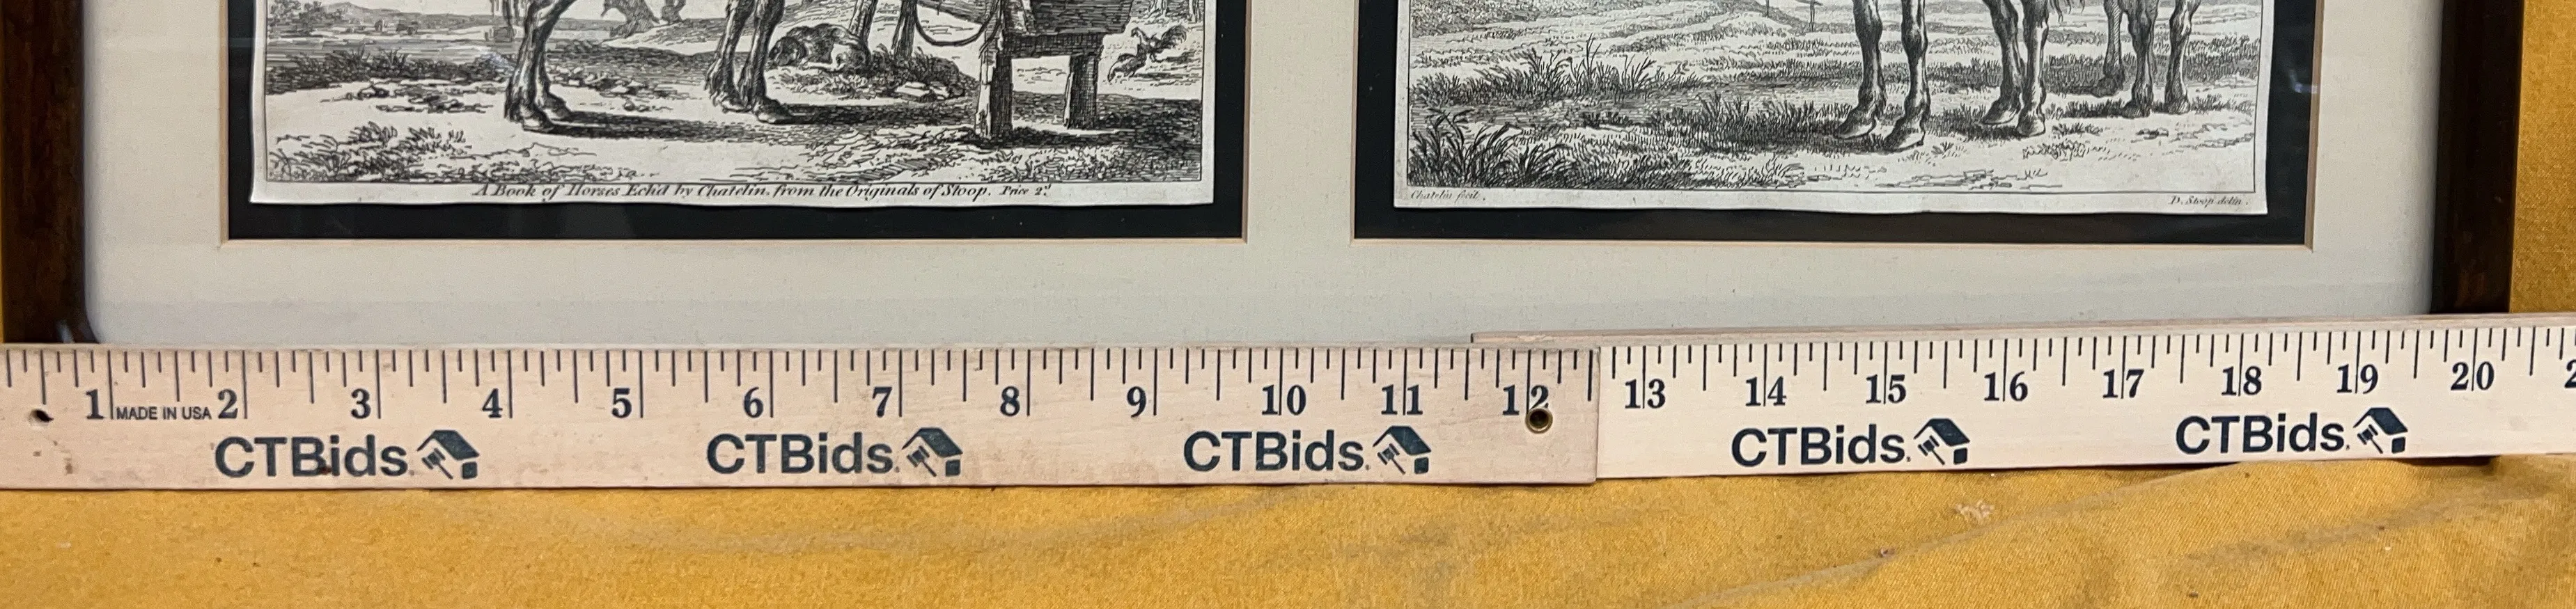 A Book of Horses Etch'd by Chatelin, from the Originals of Stoop. Price 2.s
Chatelin fecit.
D. Stoop delin.
1 MADE IN USA 2 3 4 5 6 7 8 9 10 11 12 13 14 15 16 17 18 19 20
CTBids. CTBids. CTBids. CTBids. CTBids.